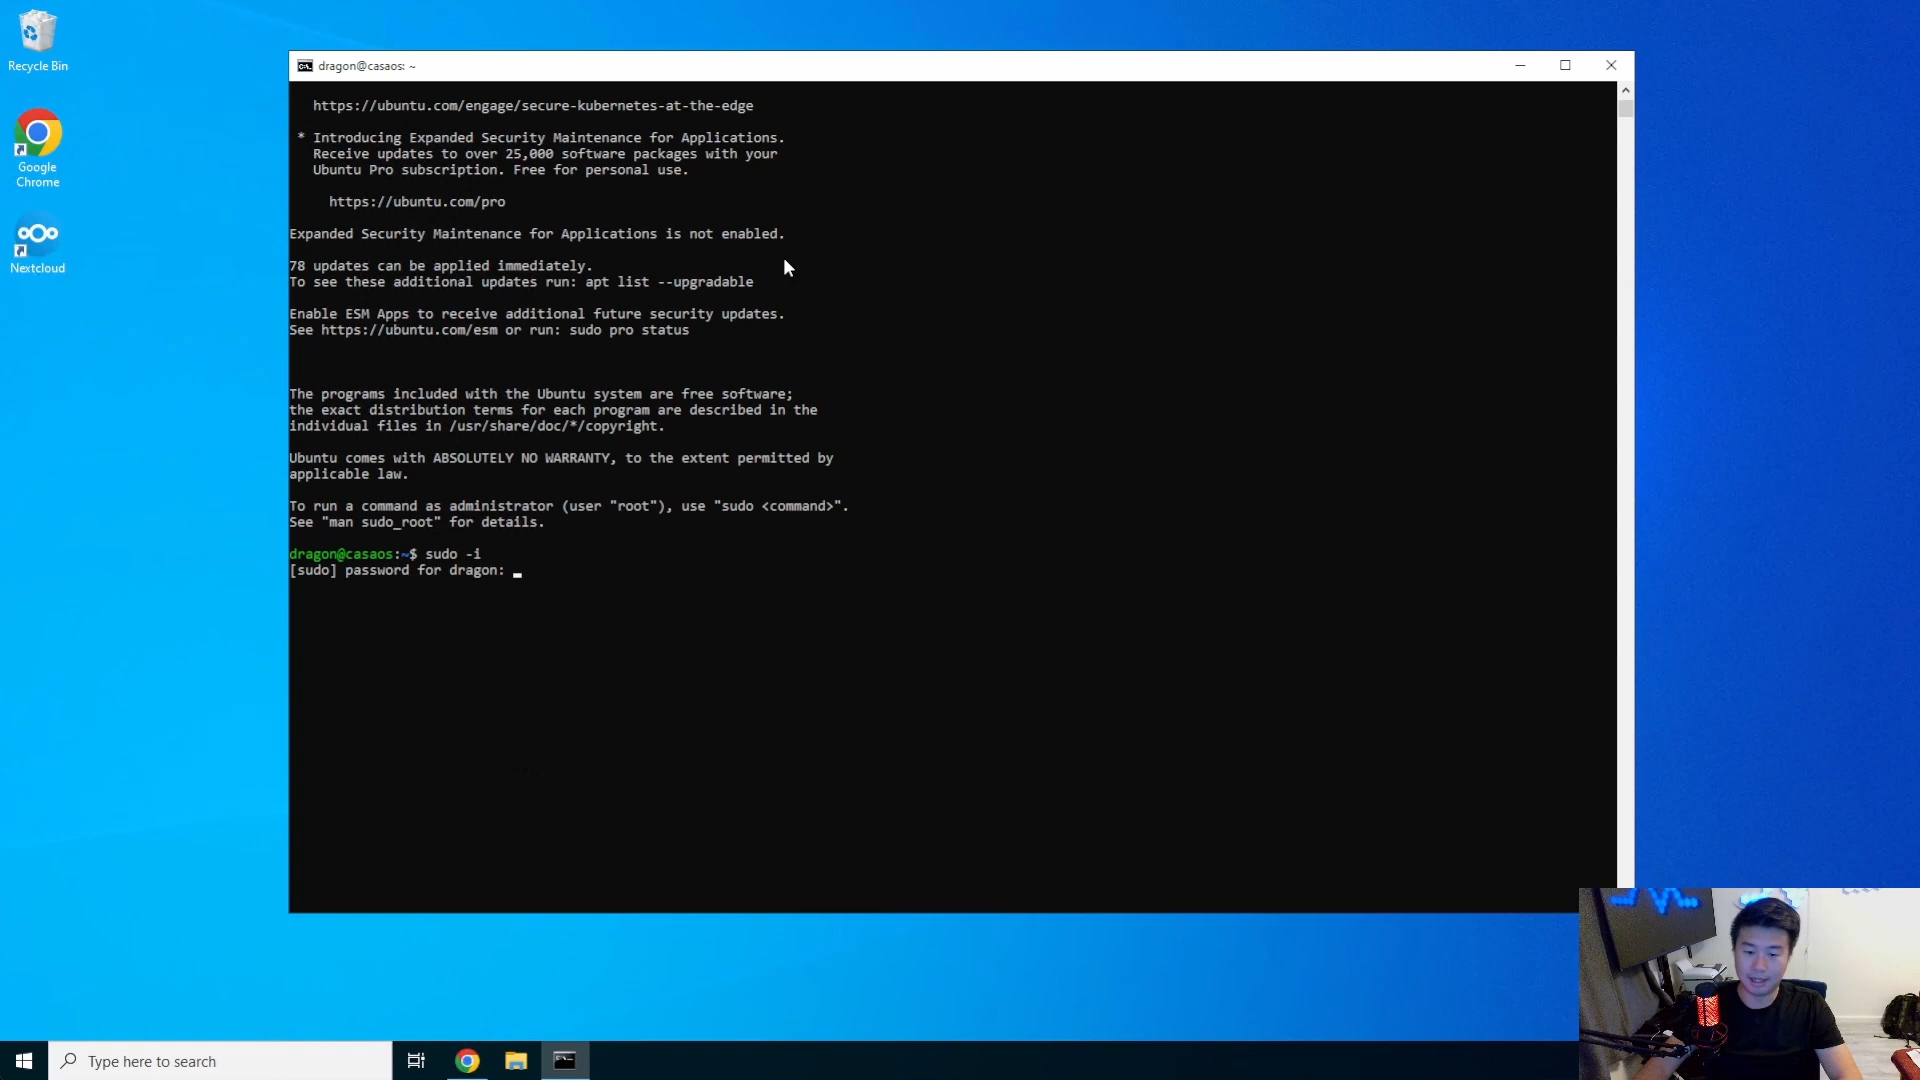 Recycle Bin
Google
Chrome
Nextcloud
dragon@casaos: ~
https://ubuntu.com/engage/secure-kubernetes-at-the-edge
* Introducing Expanded Security Maintenance for Applications.
Receive updates to over 25,000 software packages with your
Ubuntu Pro subscription. Free for personal use.
https://ubuntu.com/pro
Expanded Security Maintenance for Applications is not enabled.
78 updates can be applied immediately.
To see these additional updates run: apt list --upgradable
Enable ESM Apps to receive additional future security updates.
See https://ubuntu.com/esm or run: sudo pro status
The programs included with the Ubuntu system are free software;
the exact distribution terms for each program are described in the
individual files in /usr/share/doc/*/copyright.
Ubuntu comes with ABSOLUTELY NO WARRANTY, to the extent permitted by
applicable law.
To run a command as administrator (user "root"), use "sudo <command>".
See "man sudo_root" for details.
dragon@casaos:~$ sudo -i
[sudo] password for dragon:
Type here to search